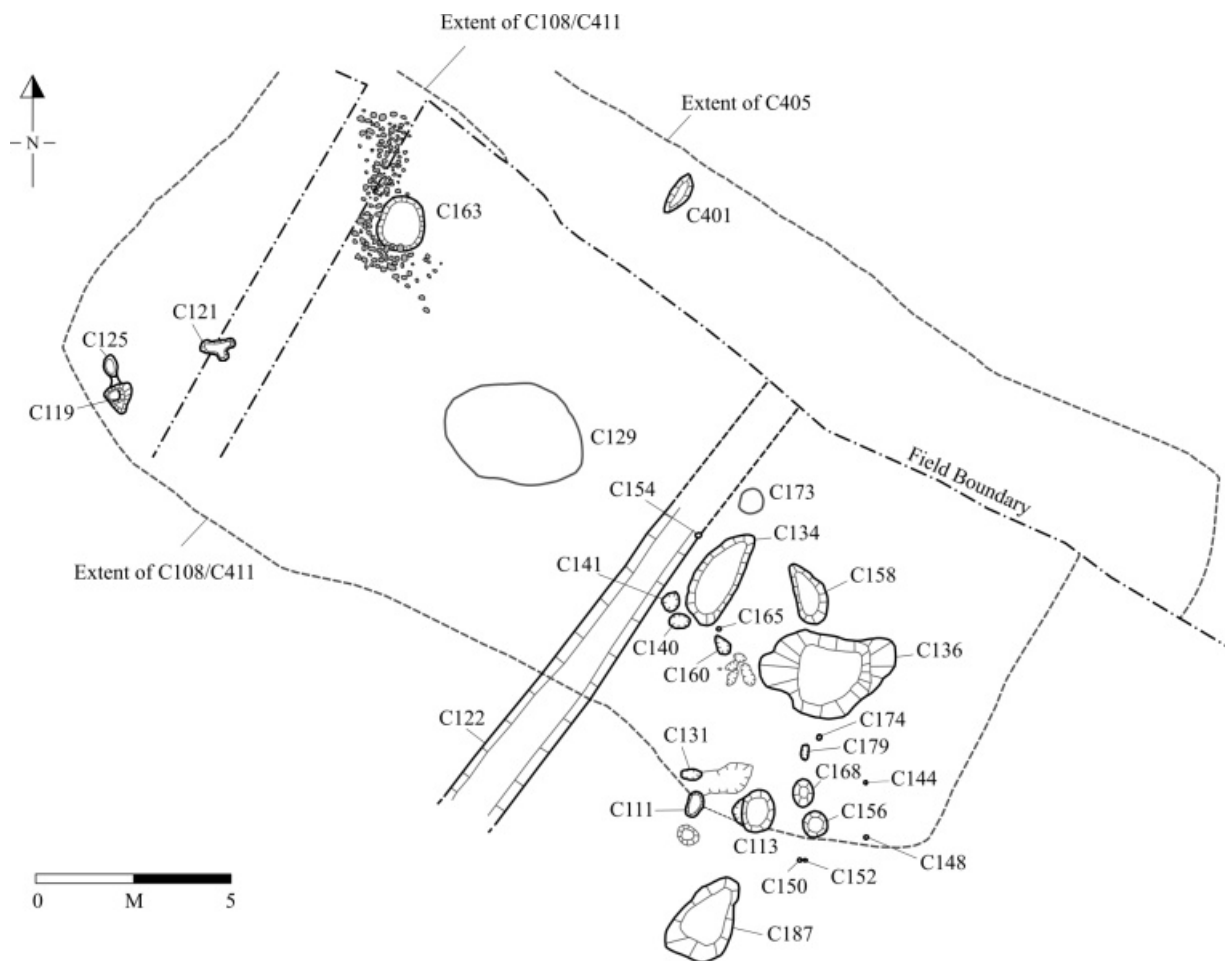 Extent of C108/C411
Extent of C405
N
C401
C163
C121
C125
C119
C129
C154
C173
Field Boundary
C134
Extent of C108/C411
C141
C158
C165
C140
C136
C160
C122
C174
C131
C179
C168
C144
C111
C156
C113
C148
C150
C152
0 M 5
C187